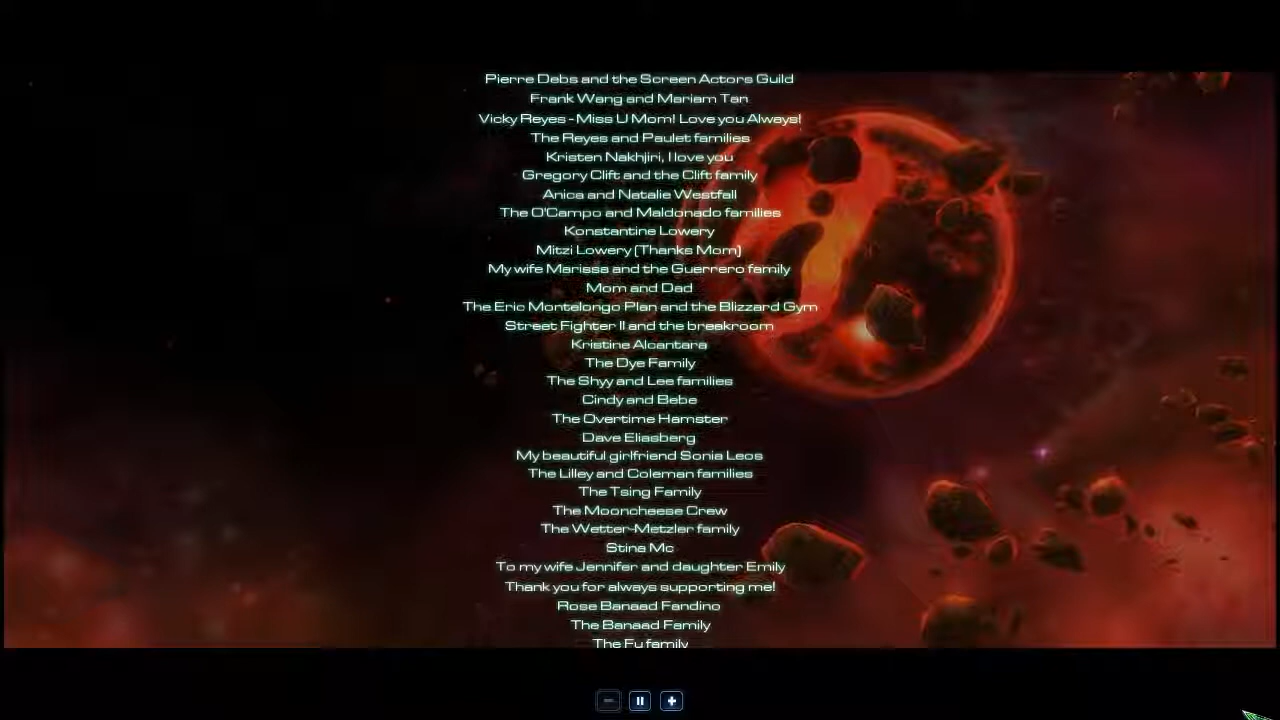 Pierre Debs and the Screen Actors Guild
Frank Wang and Mariam Tan
Vicky Reyes - Miss U Mom! Love you Always!
The Reyes and Paulet families
Kristen Nakhjiri, I love you
Gregory Clift and the Clift family
Anica and Natalie Westfall
The O'Campo and Maldonado families
Konstantine Lowery
Mitzi Lowery (Thanks Mom)
My wife Marissa and the Guerrero family
Mom and Dad
The Eric Montelongo Plan and the Blizzard Gym
Street Fighter II and the breakroom
Kristine Alcantara
The Dye Family
The Shyy and Lee families
Cindy and Bebe
The Overtime Hamster
Dave Eliasberg
My beautiful girlfriend Sonia Leos
The Lilley and Coleman families
The Tsing Family
The Mooncheese Crew
The Wetter-Metzler family
Stina Mc
To my wife Jennifer and daughter Emily
Thank you for always supporting me!
Rose Banaad Fandino
The Banaad Family
The Fu family